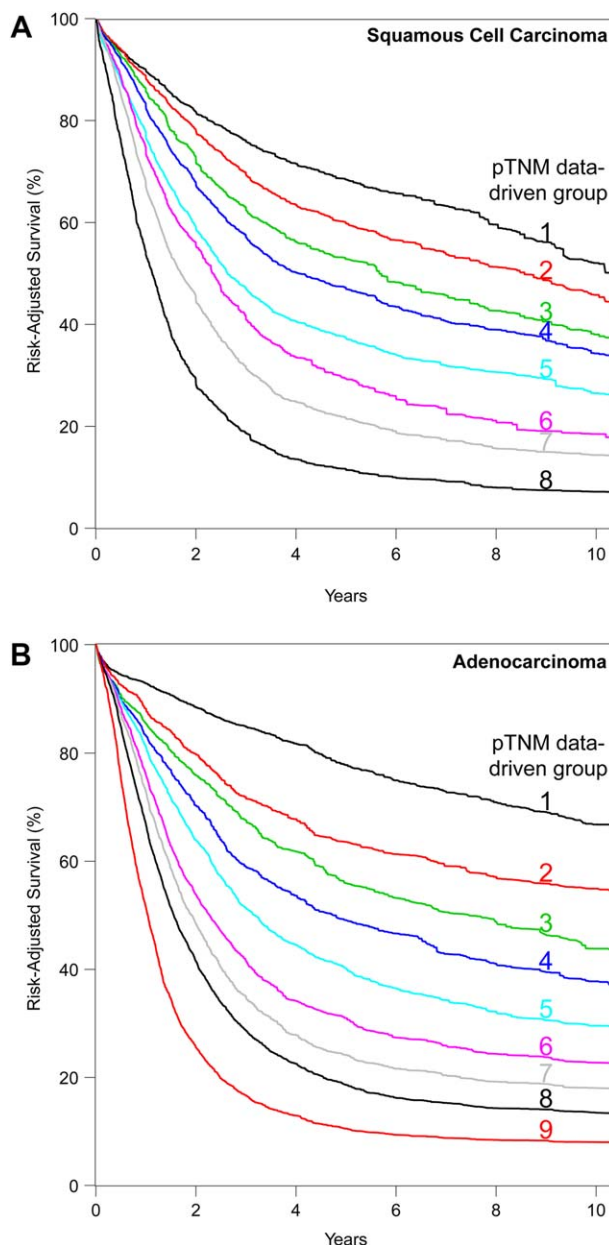 A
Squamous Cell Carcinoma
pTNM data-
driven group
Risk-Adjusted Survival (%)
100
80
60
40
20
0
1
2
3
4
5
6
7
8
0 2 4 6 8 10
Years
B
Adenocarcinoma
pTNM data-
driven group
Risk-Adjusted Survival (%)
100
80
60
40
20
0
1
2
3
4
5
6
7
8
9
0 2 4 6 8 10
Years